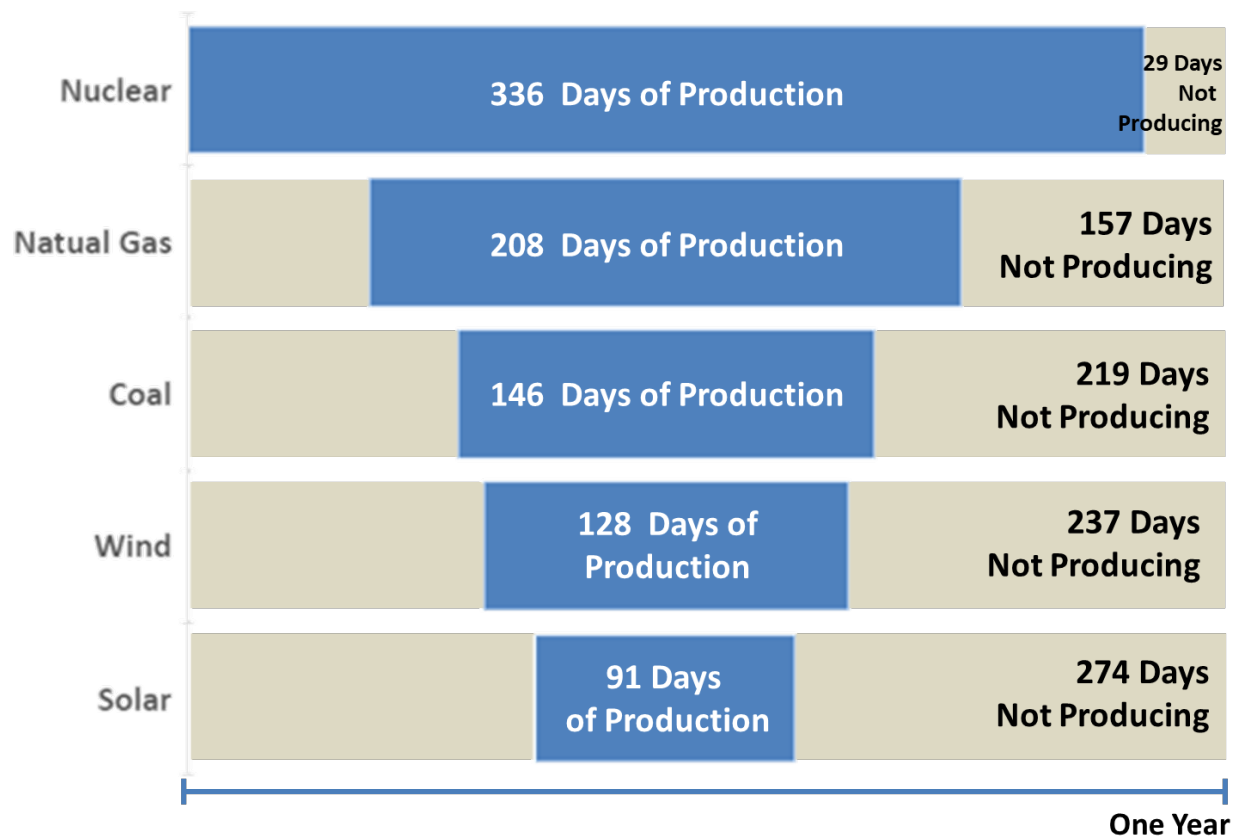 Nuclear
336 Days of Production
29 Days
Not
Producing
Natual Gas
208 Days of Production
157 Days
Not Producing
Coal
146 Days of Production
219 Days
Not Producing
Wind
128 Days of
Production
237 Days
Not Producing
Solar
91 Days
of Production
274 Days
Not Producing
One Year